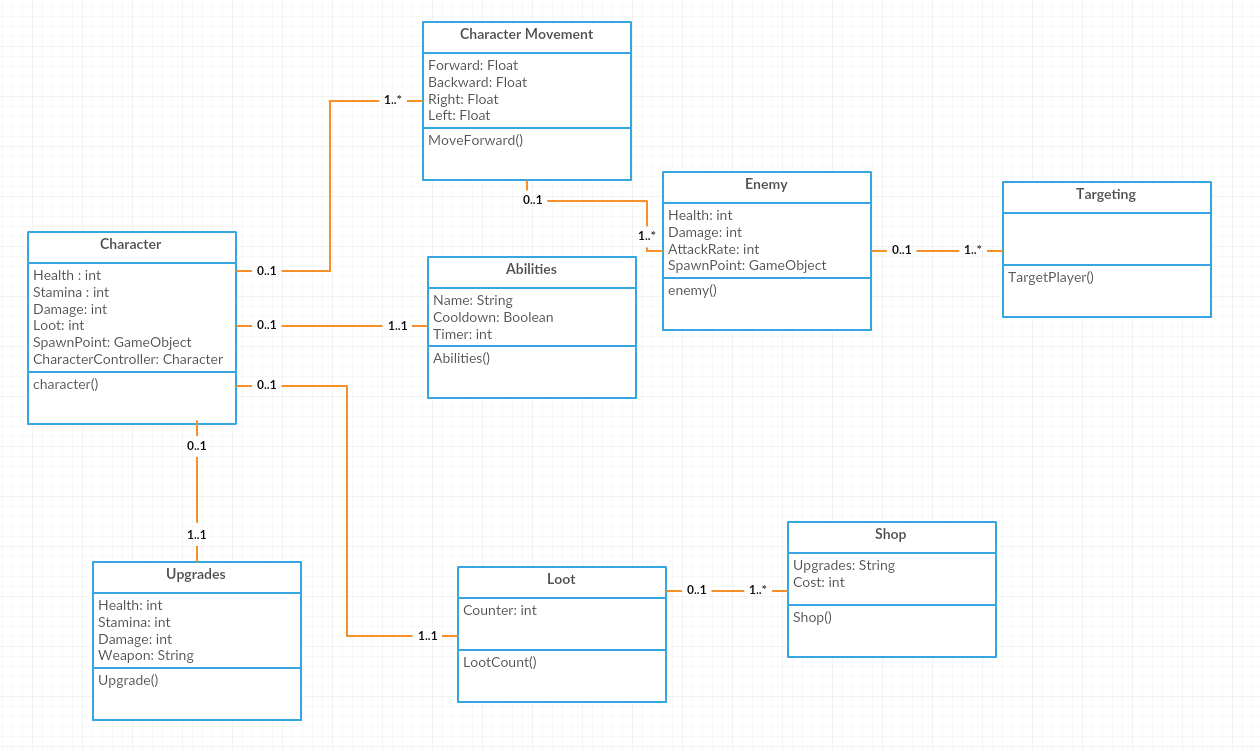 Character Movement
Forward: Float
Backward: Float
Right: Float
Left: Float
MoveForward()
1..*
0..1
1..*
Enemy
Health: int
Damage: int
AttackRate: int
SpawnPoint: GameObject
enemy()
0..1
1..*
Targeting
TargetPlayer()
Character
Health : int
Stamina : int
Damage: int
Loot: int
SpawnPoint: GameObject
CharacterController: Character
character()
0..1
0..1
1..1
0..1
Abilities
Name: String
Cooldown: Boolean
Timer: int
Abilities()
0..1
1..1
Upgrades
Health: int
Stamina: int
Damage: int
Weapon: String
Upgrade()
1..1
Loot
Counter: int
LootCount()
0..1
1..*
Shop
Upgrades: String
Cost: int
Shop()